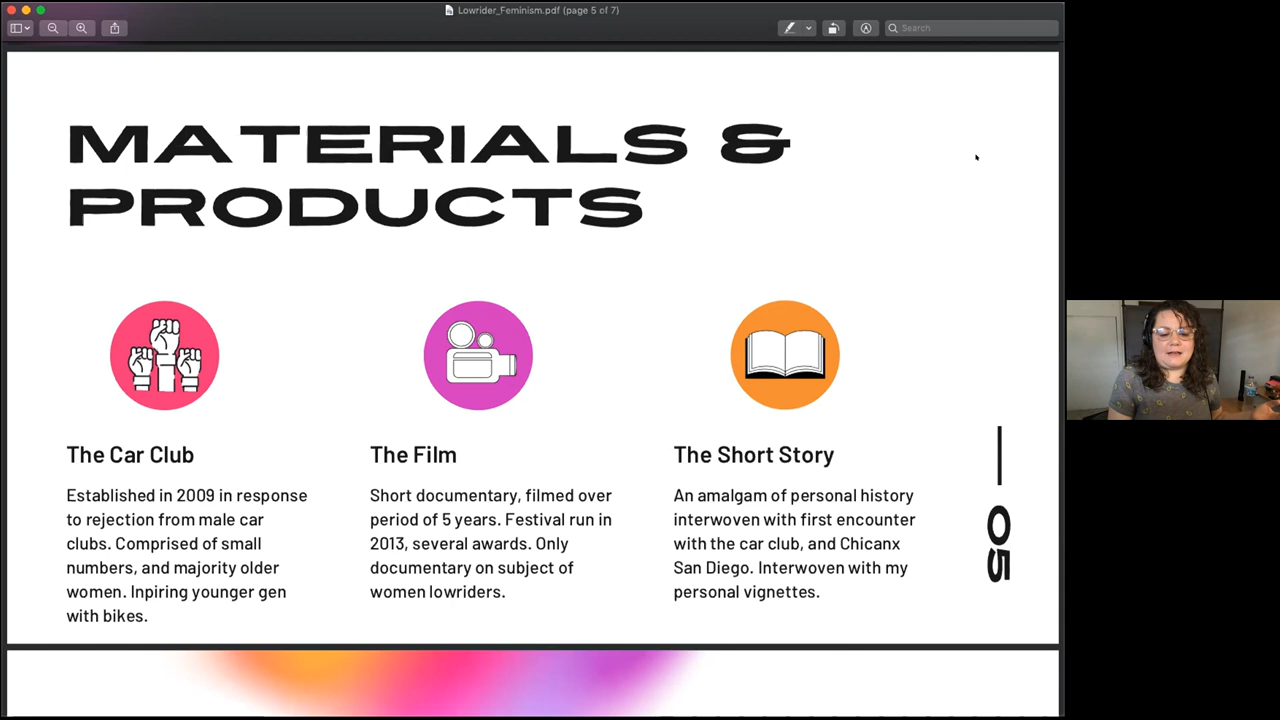 Lowrider_Feminism.pdf (page 5 of 7)
Search
MATERIALS &
PRODUCTS
The Car Club
Established in 2009 in response
to rejection from male car
clubs. Comprised of small
numbers, and majority older
women. Inpiring younger gen
with bikes.
The Film
Short documentary, filmed over
period of 5 years. Festival run in
2013, several awards. Only
documentary on subject of
women lowriders.
The Short Story
An amalgam of personal history
interwoven with first encounter
with the car club, and Chicanx
San Diego. Interwoven with my
personal vignettes.
05